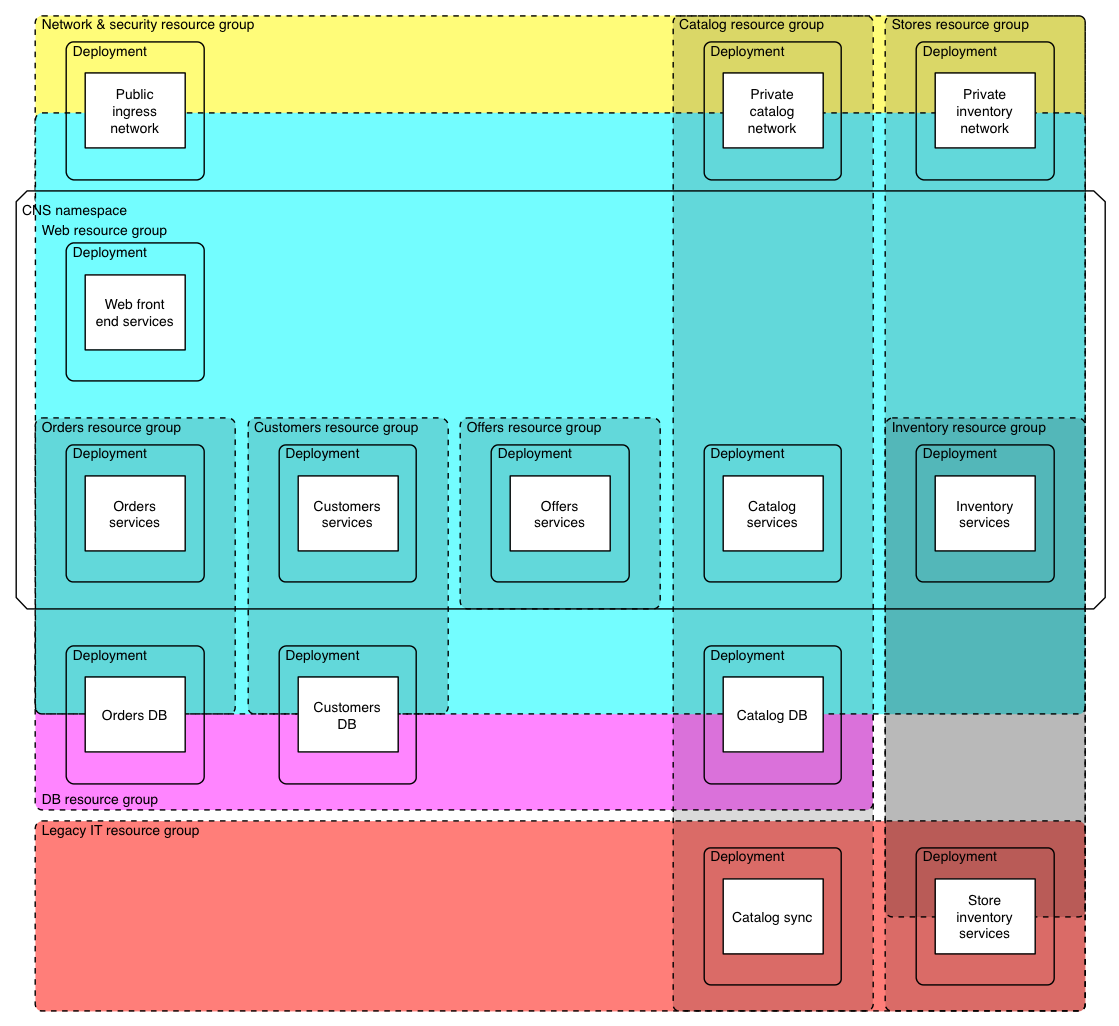 Network & security resource group
Catalog resource group
Stores resource group
Deployment
Deployment
Deployment
Public
ingress
network
Private
catalog
network
Private
inventory
network
CNS namespace
Web resource group
Deployment
Web front
end services
Orders resource group
Customers resource group
Offers resource group
Inventory resource group
Deployment
Deployment
Deployment
Deployment
Deployment
Orders
services
Customers
services
Offers
services
Catalog
services
Inventory
services
Deployment
Deployment
Deployment
Orders DB
Customers
DB
Catalog DB
DB resource group
Legacy IT resource group
Deployment
Deployment
Catalog sync
Store
inventory
services